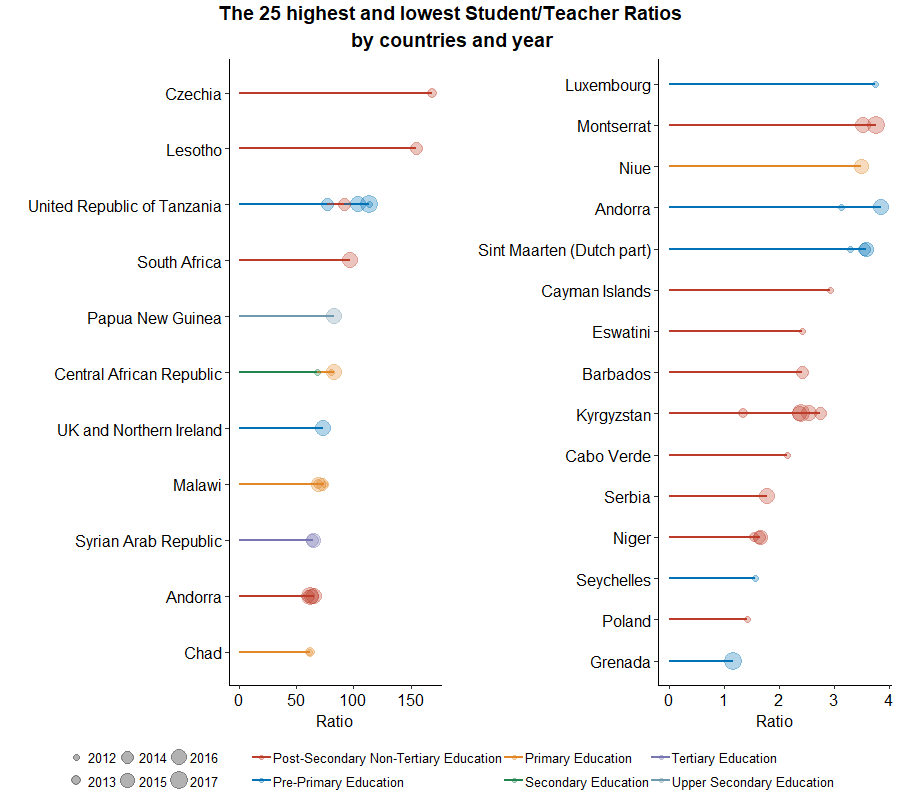 The 25 highest and lowest Student/Teacher Ratios
by countries and year
Czechia
Lesotho
United Republic of Tanzania
South Africa
Papua New Guinea
Central African Republic
UK and Northern Ireland
Malawi
Syrian Arab Republic
Andorra
Chad
0 50 100 150
Ratio
Luxembourg
Montserrat
Niue
Andorra
Sint Maarten (Dutch part)
Cayman Islands
Eswatini
Barbados
Kyrgyzstan
Cabo Verde
Serbia
Niger
Seychelles
Poland
Grenada
0 1 2 3 4
Ratio
2012 2014 2016
2013 2015 2017
Post-Secondary Non-Tertiary Education Primary Education Tertiary Education
Pre-Primary Education Secondary Education Upper Secondary Education